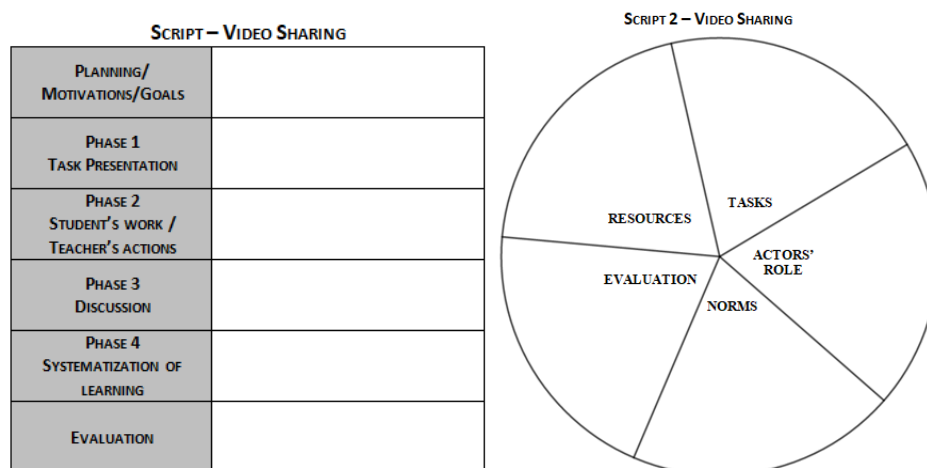 SCRIPT – VIDEO SHARING
PLANNING/
MOTIVATIONS/GOALS
PHASE 1
TASK PRESENTATION
PHASE 2
STUDENT'S WORK /
TEACHER'S ACTIONS
PHASE 3
DISCUSSION
PHASE 4
SYSTEMATIZATION OF
LEARNING
EVALUATION
SCRIPT 2 – VIDEO SHARING
TASKS
RESOURCES
ACTORS'
ROLE
EVALUATION
NORMS